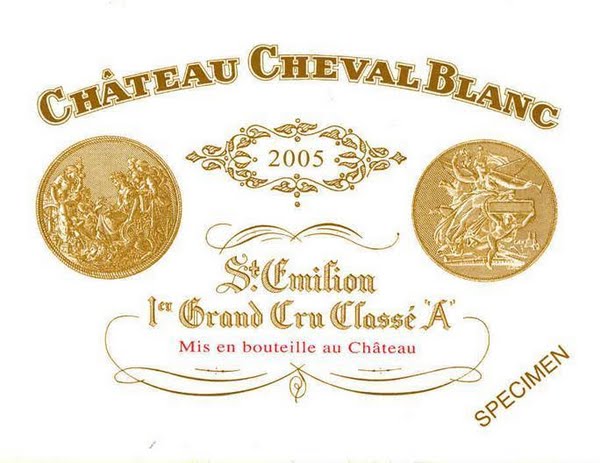 CHÂTEAU CHEVAL BLANC
2005
St. Emilion
1er Grand Cru Classé "A"
Mis en bouteille au Château
SPECIMEN